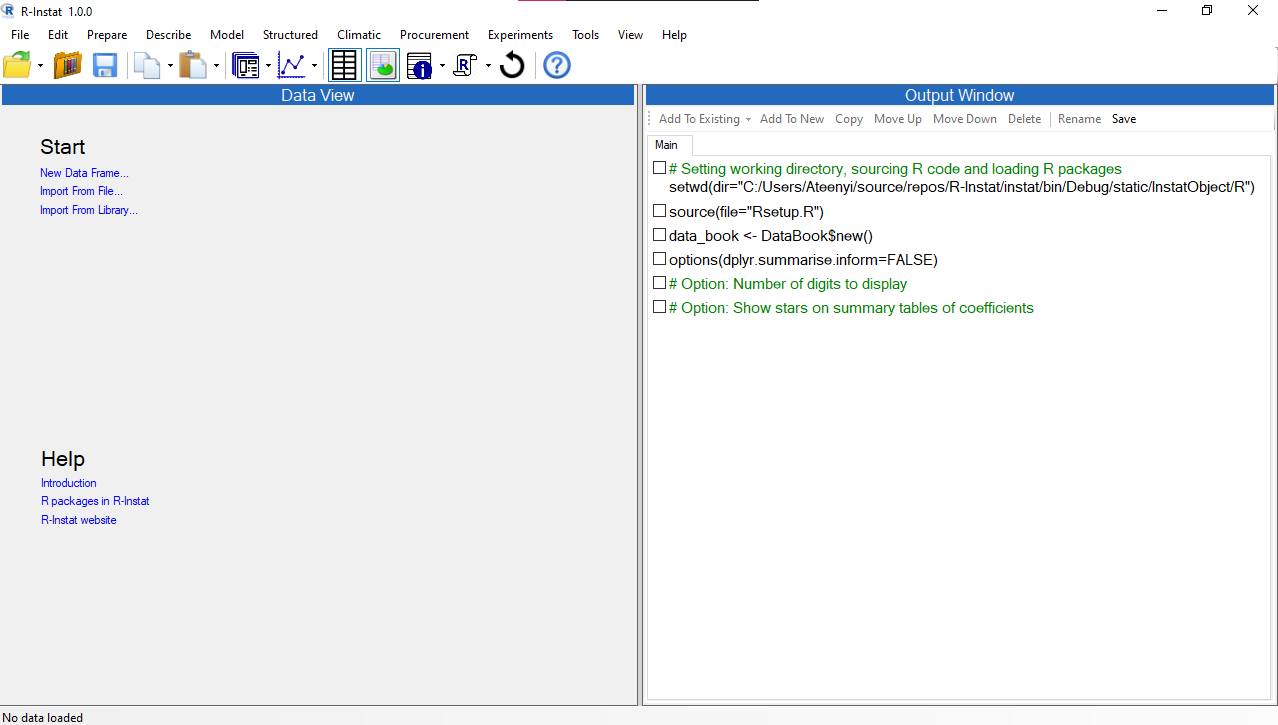 R-Instat 1.0.0
File Edit Prepare Describe Model Structured Climatic Procurement Experiments Tools View Help
Data View
Start
New Data Frame...
Import From File...
Import From Library...
Help
Introduction
R packages in R-Instat
R-Instat website
Output Window
Add To Existing Add To New Copy Move Up Move Down Delete Rename Save
Main
# Setting working directory, sourcing R code and loading R packages
setwd(dir="C:/Users/Ateenyi/source/repos/R-Instat/instat/bin/Debug/static/InstatObject/R")
source(file="Rsetup.R")
data_book <- DataBook$new()
options(dplyr.summarise.inform=FALSE)
# Option: Number of digits to display
# Option: Show stars on summary tables of coefficients
No data loaded